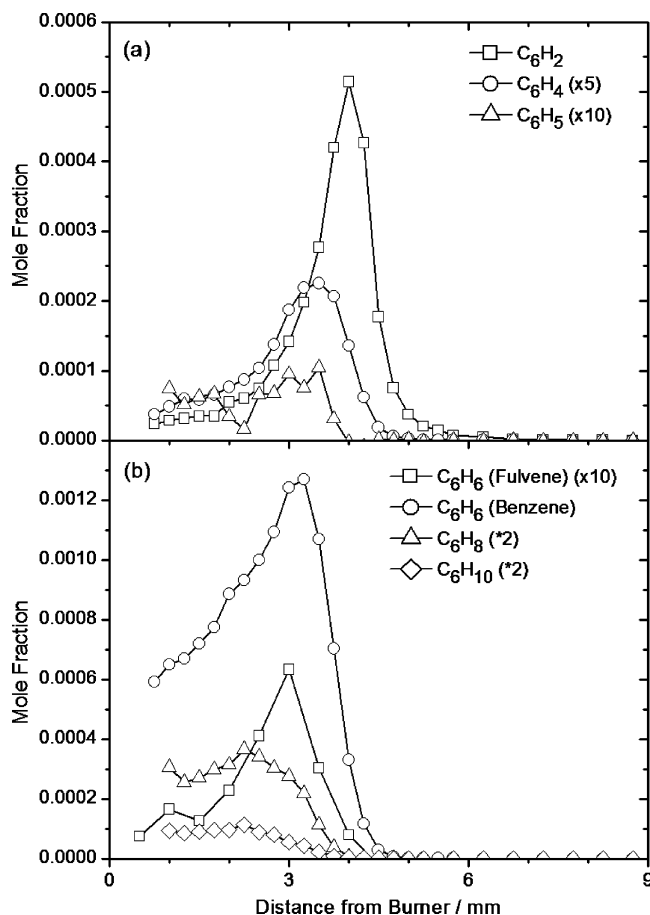 0.0006
(a)
C6H2
C6H4 (x5)
C6H5 (x10)
0.0005
0.0004
0.0003
0.0002
0.0001
0.0000
Mole Fraction
(b)
C6H6 (Fulvene) (x10)
C6H6 (Benzene)
C6H8 (*2)
C6H10 (*2)
0.0012
0.0010
0.0008
0.0006
0.0004
0.0002
0.0000
Mole Fraction
0 3 6 9
Distance from Burner / mm